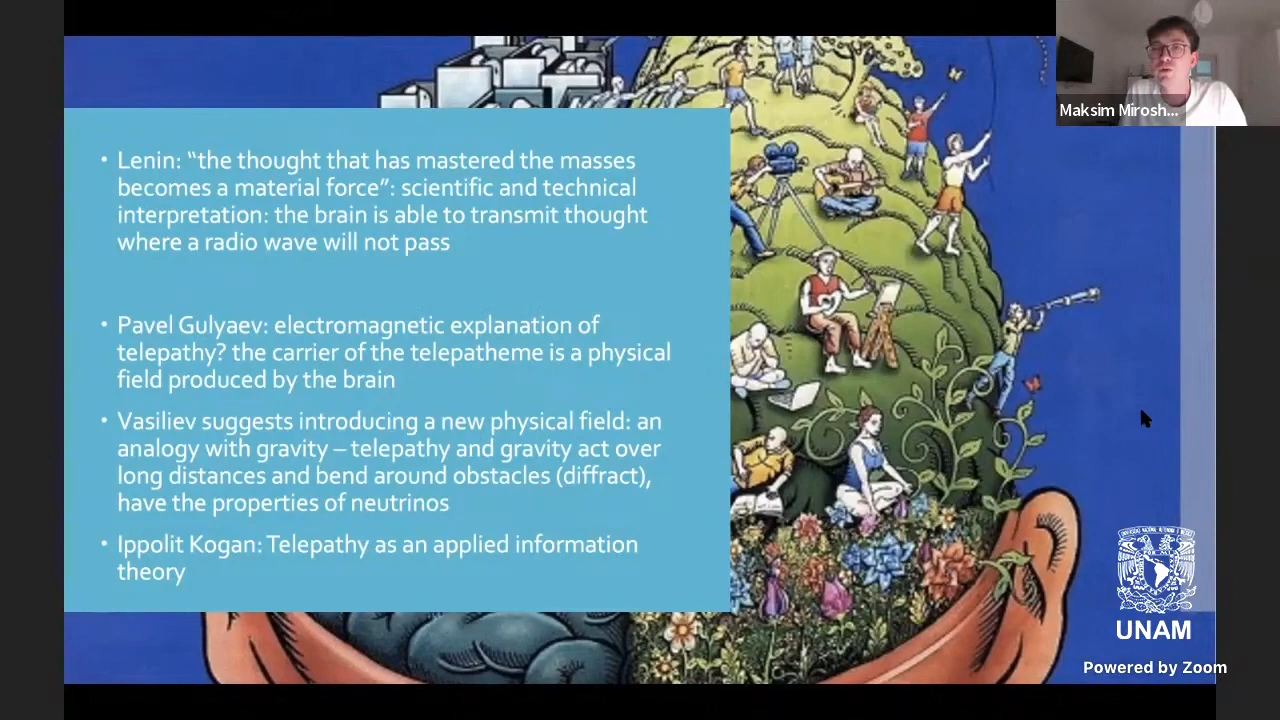 Maksim Mirosh...
• Lenin: “the thought that has mastered the masses
becomes a material force”: scientific and technical
interpretation: the brain is able to transmit thought
where a radio wave will not pass
• Pavel Gulyaev: electromagnetic explanation of
telepathy? the carrier of the telepatheme is a physical
field produced by the brain
• Vasiliev suggests introducing a new physical field: an
analogy with gravity – telepathy and gravity act over
long distances and bend around obstacles (diffract),
have the properties of neutrinos
• Ippolit Kogan: Telepathy as an applied information
theory
UNAM
Powered by Zoom